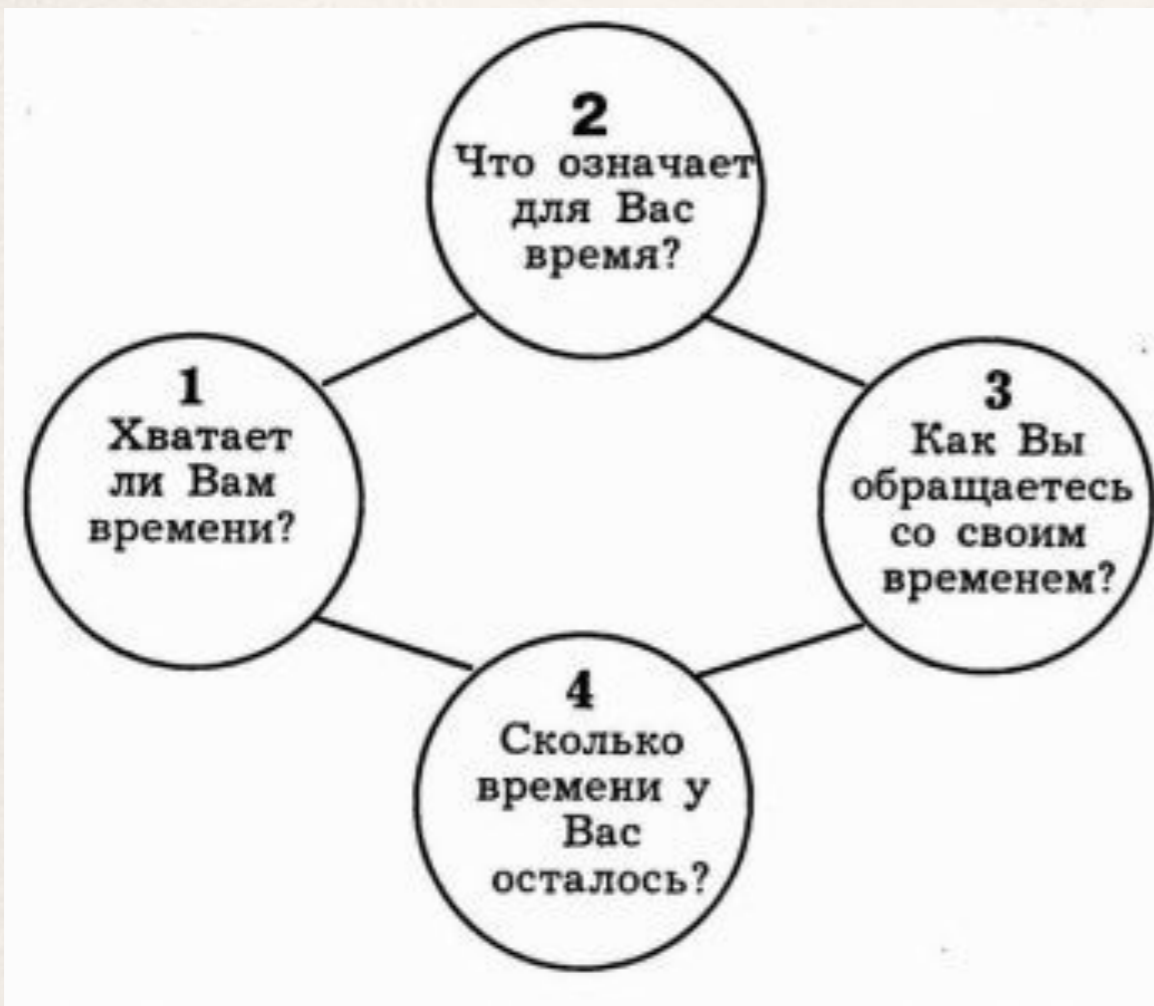 1
Хватает
ли Вам
времени?
2
Что означает
для Вас
время?
3
Как Вы
обращаетесь
со своим
временем?
4
Сколько
времени у
Вас
осталось?